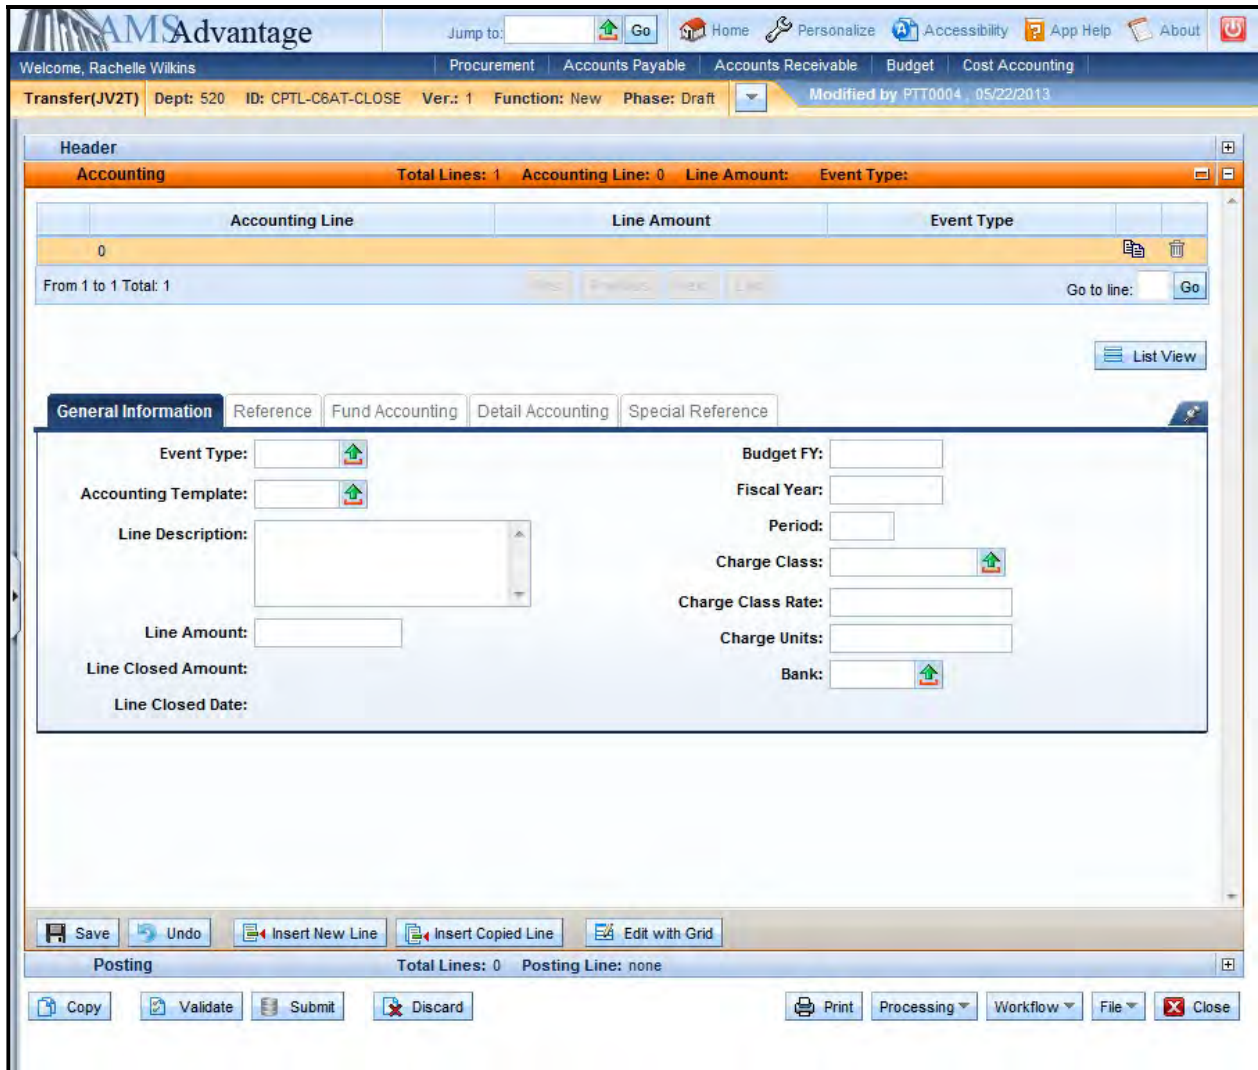 AMSAdvantage
Jump to: Go Home Personalize Accessibility App Help About
Welcome, Rachelle Wilkins Procurement Accounts Payable Accounts Receivable Budget Cost Accounting
Transfer(JV2T) Dept: 520 ID: CPTL-C6AT-CLOSE Ver.: 1 Function: New Phase: Draft Modified by PTT0004 , 05/22/2013
Header
Accounting Total Lines: 1 Accounting Line: 0 Line Amount: Event Type:
Accounting Line Line Amount Event Type
0
From 1 to 1 Total: 1 First Previous Next Last Go to line: Go
List View
General Information Reference Fund Accounting Detail Accounting Special Reference
Event Type: Budget FY:
Accounting Template: Fiscal Year:
Line Description: Period:
Charge Class:
Charge Class Rate:
Line Amount: Charge Units:
Line Closed Amount: Bank:
Line Closed Date:
Save Undo Insert New Line Insert Copied Line Edit with Grid
Posting Total Lines: 0 Posting Line: none
Copy Validate Submit Discard Print Processing Workflow File Close